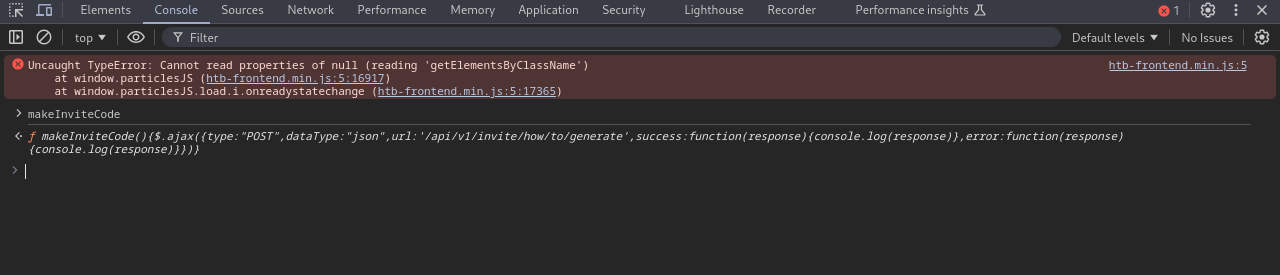 Elements Console Sources Network Performance Memory Application Security Lighthouse Recorder Performance insights 1
top Filter Default levels No Issues
Uncaught TypeError: Cannot read properties of null (reading 'getElementsByClassName') htb-frontend.min.js:5
at window.particlesJS (htb-frontend.min.js:5:16917)
at window.particlesJS.load.i.onreadystatechange (htb-frontend.min.js:5:17365)
makeInviteCode
ƒ makeInviteCode(){$.ajax({type:"POST",dataType:"json",url:'/api/v1/invite/how/to/generate',success:function(response){console.log(response)},error:function(response)
{console.log(response)}})}